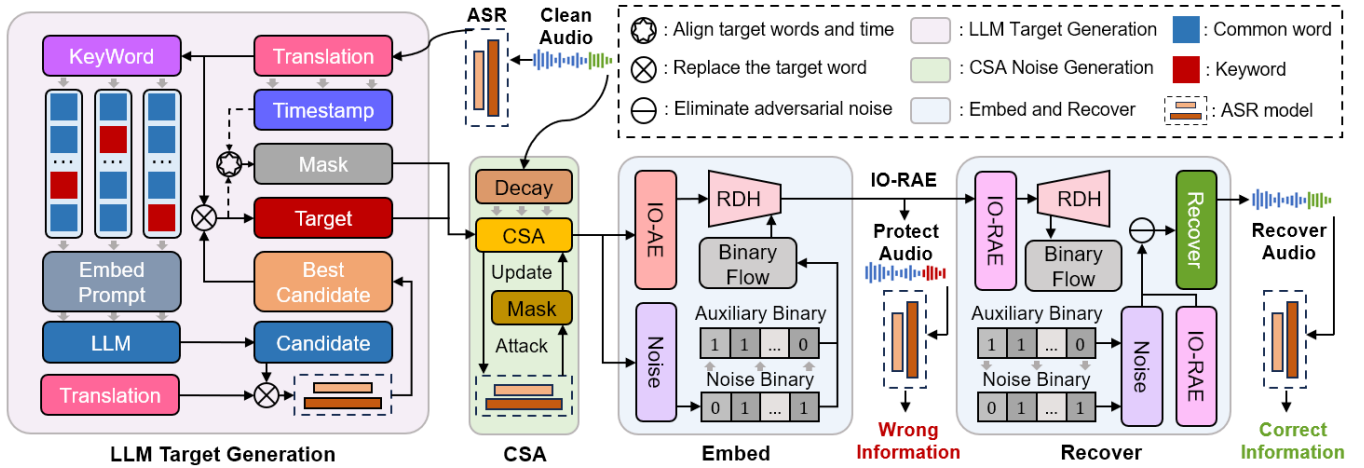 KeyWord
Translation
Timestamp
Mask
Target
Best
Candidate
Embed
Prompt
LLM
Candidate
Translation
...
...
...
LLM Target Generation
ASR
Clean
Audio
Decay
CSA
Update
Mask
Attack
CSA
: Align target words and time
: Replace the target word
: Eliminate adversarial noise
: LLM Target Generation
: CSA Noise Generation
: Embed and Recover
: Common word
: Keyword
: ASR model
IO-AE
RDH
Binary
Flow
Noise
Auxiliary Binary
1 1 ... 0
Noise Binary
0 1 ... 1
Embed
IO-RAE
Protect
Audio
Wrong
Information
IO-RAE
RDH
Binary
Flow
Auxiliary Binary
1 1 ... 0
Noise Binary
0 1 ... 1
Noise
IO-RAE
Recover
Recover
Recover
Audio
Correct
Information